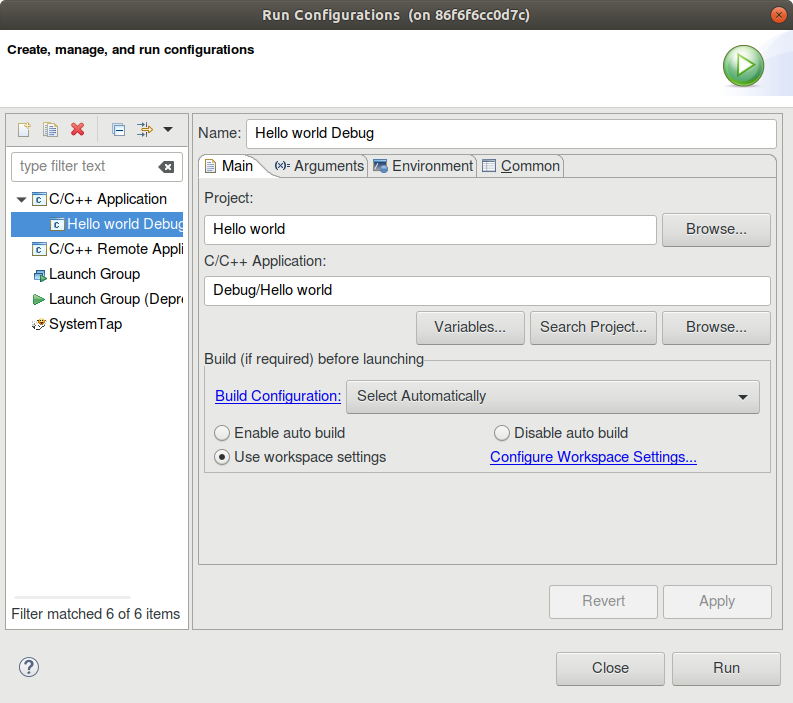 Run Configurations (on 86f6f6cc0d7c)
Create, manage, and run configurations
type filter text
C/C++ Application
Hello world Debug
C/C++ Remote Appli
Launch Group
Launch Group (Depre
SystemTap
Filter matched 6 of 6 items
Name: Hello world Debug
Main (x)= Arguments Environment Common
Project:
Hello world Browse...
C/C++ Application:
Debug/Hello world
Variables... Search Project... Browse...
Build (if required) before launching
Build Configuration: Select Automatically
Enable auto build Disable auto build
Use workspace settings Configure Workspace Settings...
Revert Apply
? Close Run